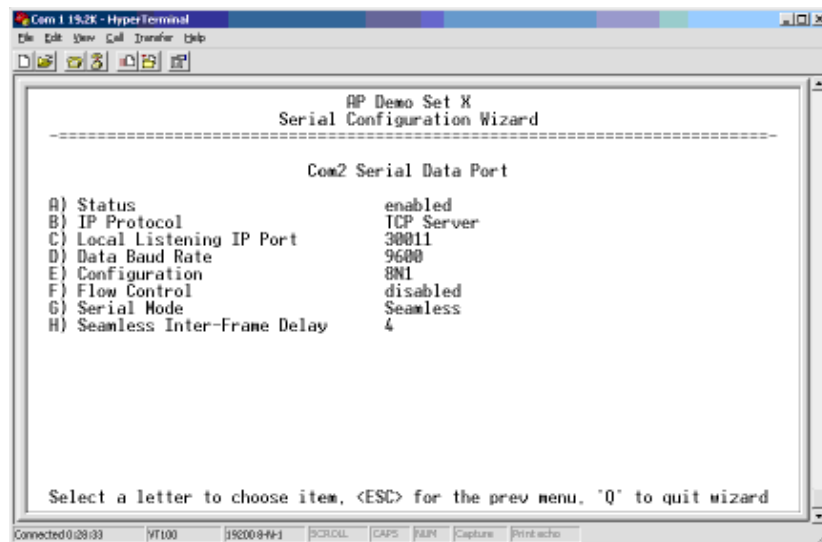 Com 1 19.2K - HyperTerminal
File Edit View Call Transfer Help
AP Demo Set X
Serial Configuration Wizard
-==========================================================================-
Com2 Serial Data Port
A) Status enabled
B) IP Protocol TCP Server
C) Local Listening IP Port 30011
D) Data Baud Rate 9600
E) Configuration 8N1
F) Flow Control disabled
G) Serial Mode Seamless
H) Seamless Inter-Frame Delay 4
Select a letter to choose item, <ESC> for the prev menu, 'Q' to quit wizard
Connected 0:28:33 VT100 19200 8-N-1 SCROLL CAPS NUM Capture Print echo